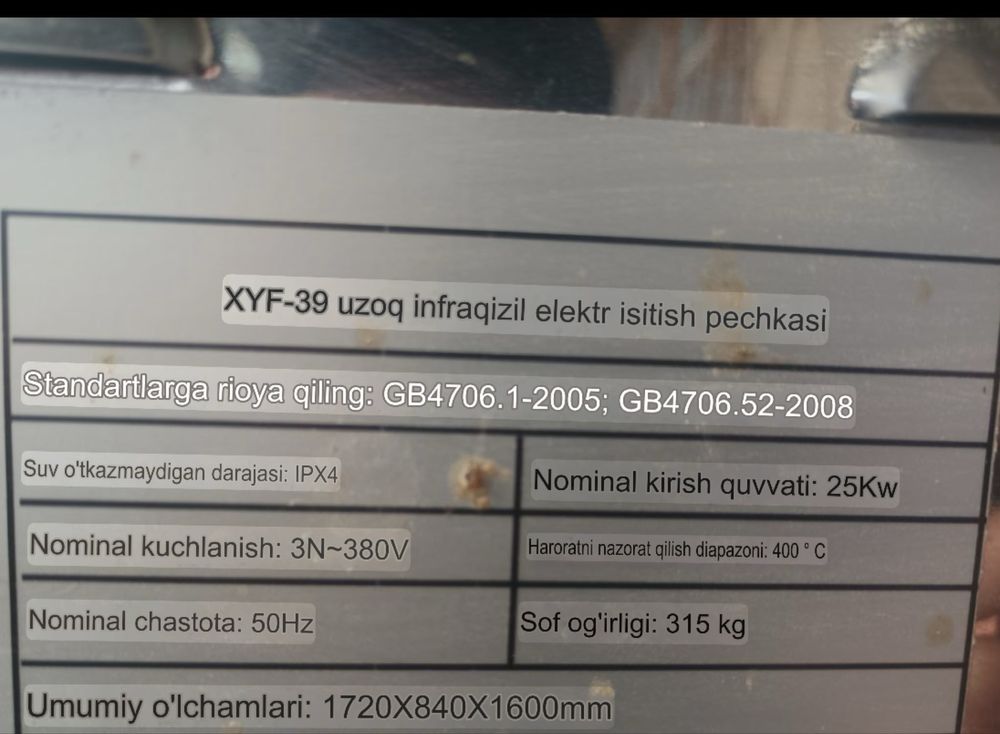 XYF-39 uzoq infraqizil elektr isitish pechkasi
Standartlarga rioya qiling: GB4706.1-2005; GB4706.52-2008
Suv o'tkazmaydigan darajasi: IPX4
Nominal kirish quvvati: 25Kw
Nominal kuchlanish: 3N~380V
Haroratni nazorat qilish diapazoni: 400 ° C
Nominal chastota: 50Hz
Sof og'irligi: 315 kg
Umumiy o'lchamlari: 1720X840X1600mm